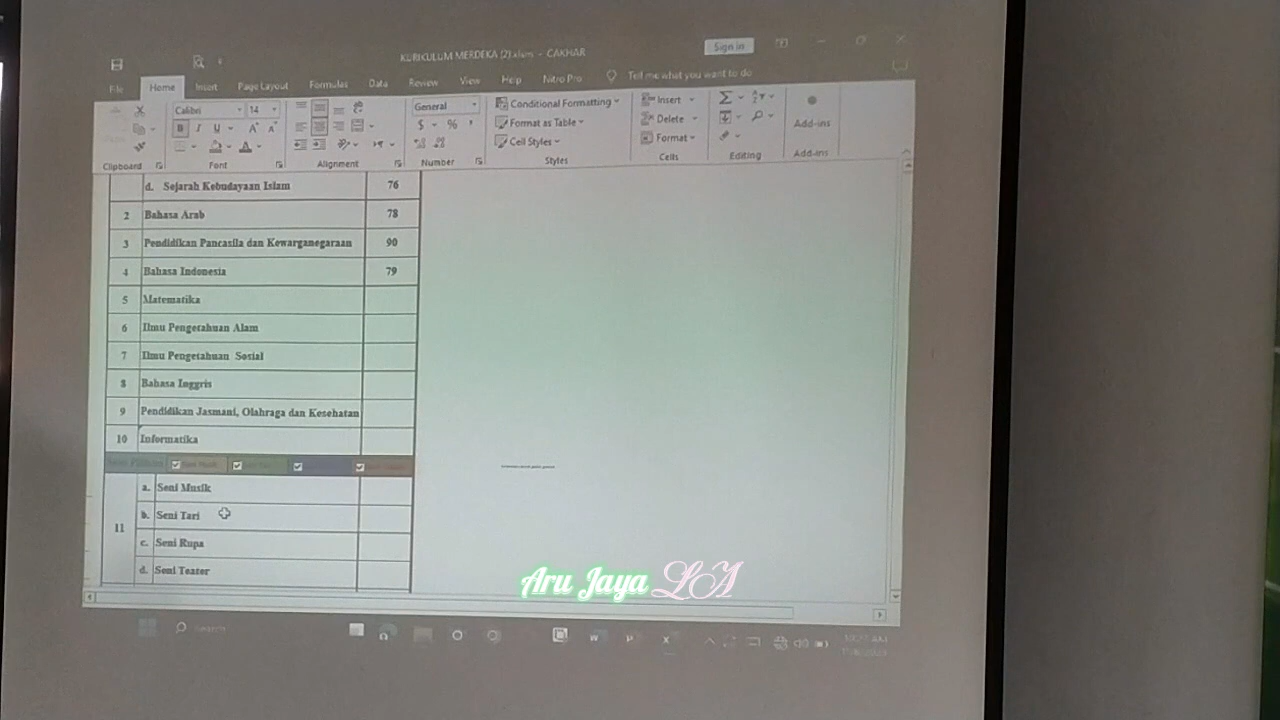 KURIKULUM MERDEKA (2).xlsm - CAKHAR
Sign in
File Home Insert Page Layout Formulas Data Review View Help Nitro Pro Tell me what you want to do
Calibri 14
General
Conditional Formatting
Insert
B I U A A
$ % ,
Format as Table
Delete
Add-ins
Cell Styles
Format
Clipboard Font Alignment Number Styles Cells Editing Add-ins
d. Sejarah Kebudayaan Islam 76
2 Bahasa Arab 78
3 Pendidikan Pancasila dan Kewarganegaraan 90
4 Bahasa Indonesia 79
5 Matematika
6 Ilmu Pengetahuan Alam
7 Ilmu Pengetahuan Sosial
8 Bahasa Inggris
9 Pendidikan Jasmani, Olahraga dan Kesehatan
10 Informatika
11
a. Seni Musik
b. Seni Tari
c. Seni Rupa
d. Seni Teater
Aru Jaya LA
Search